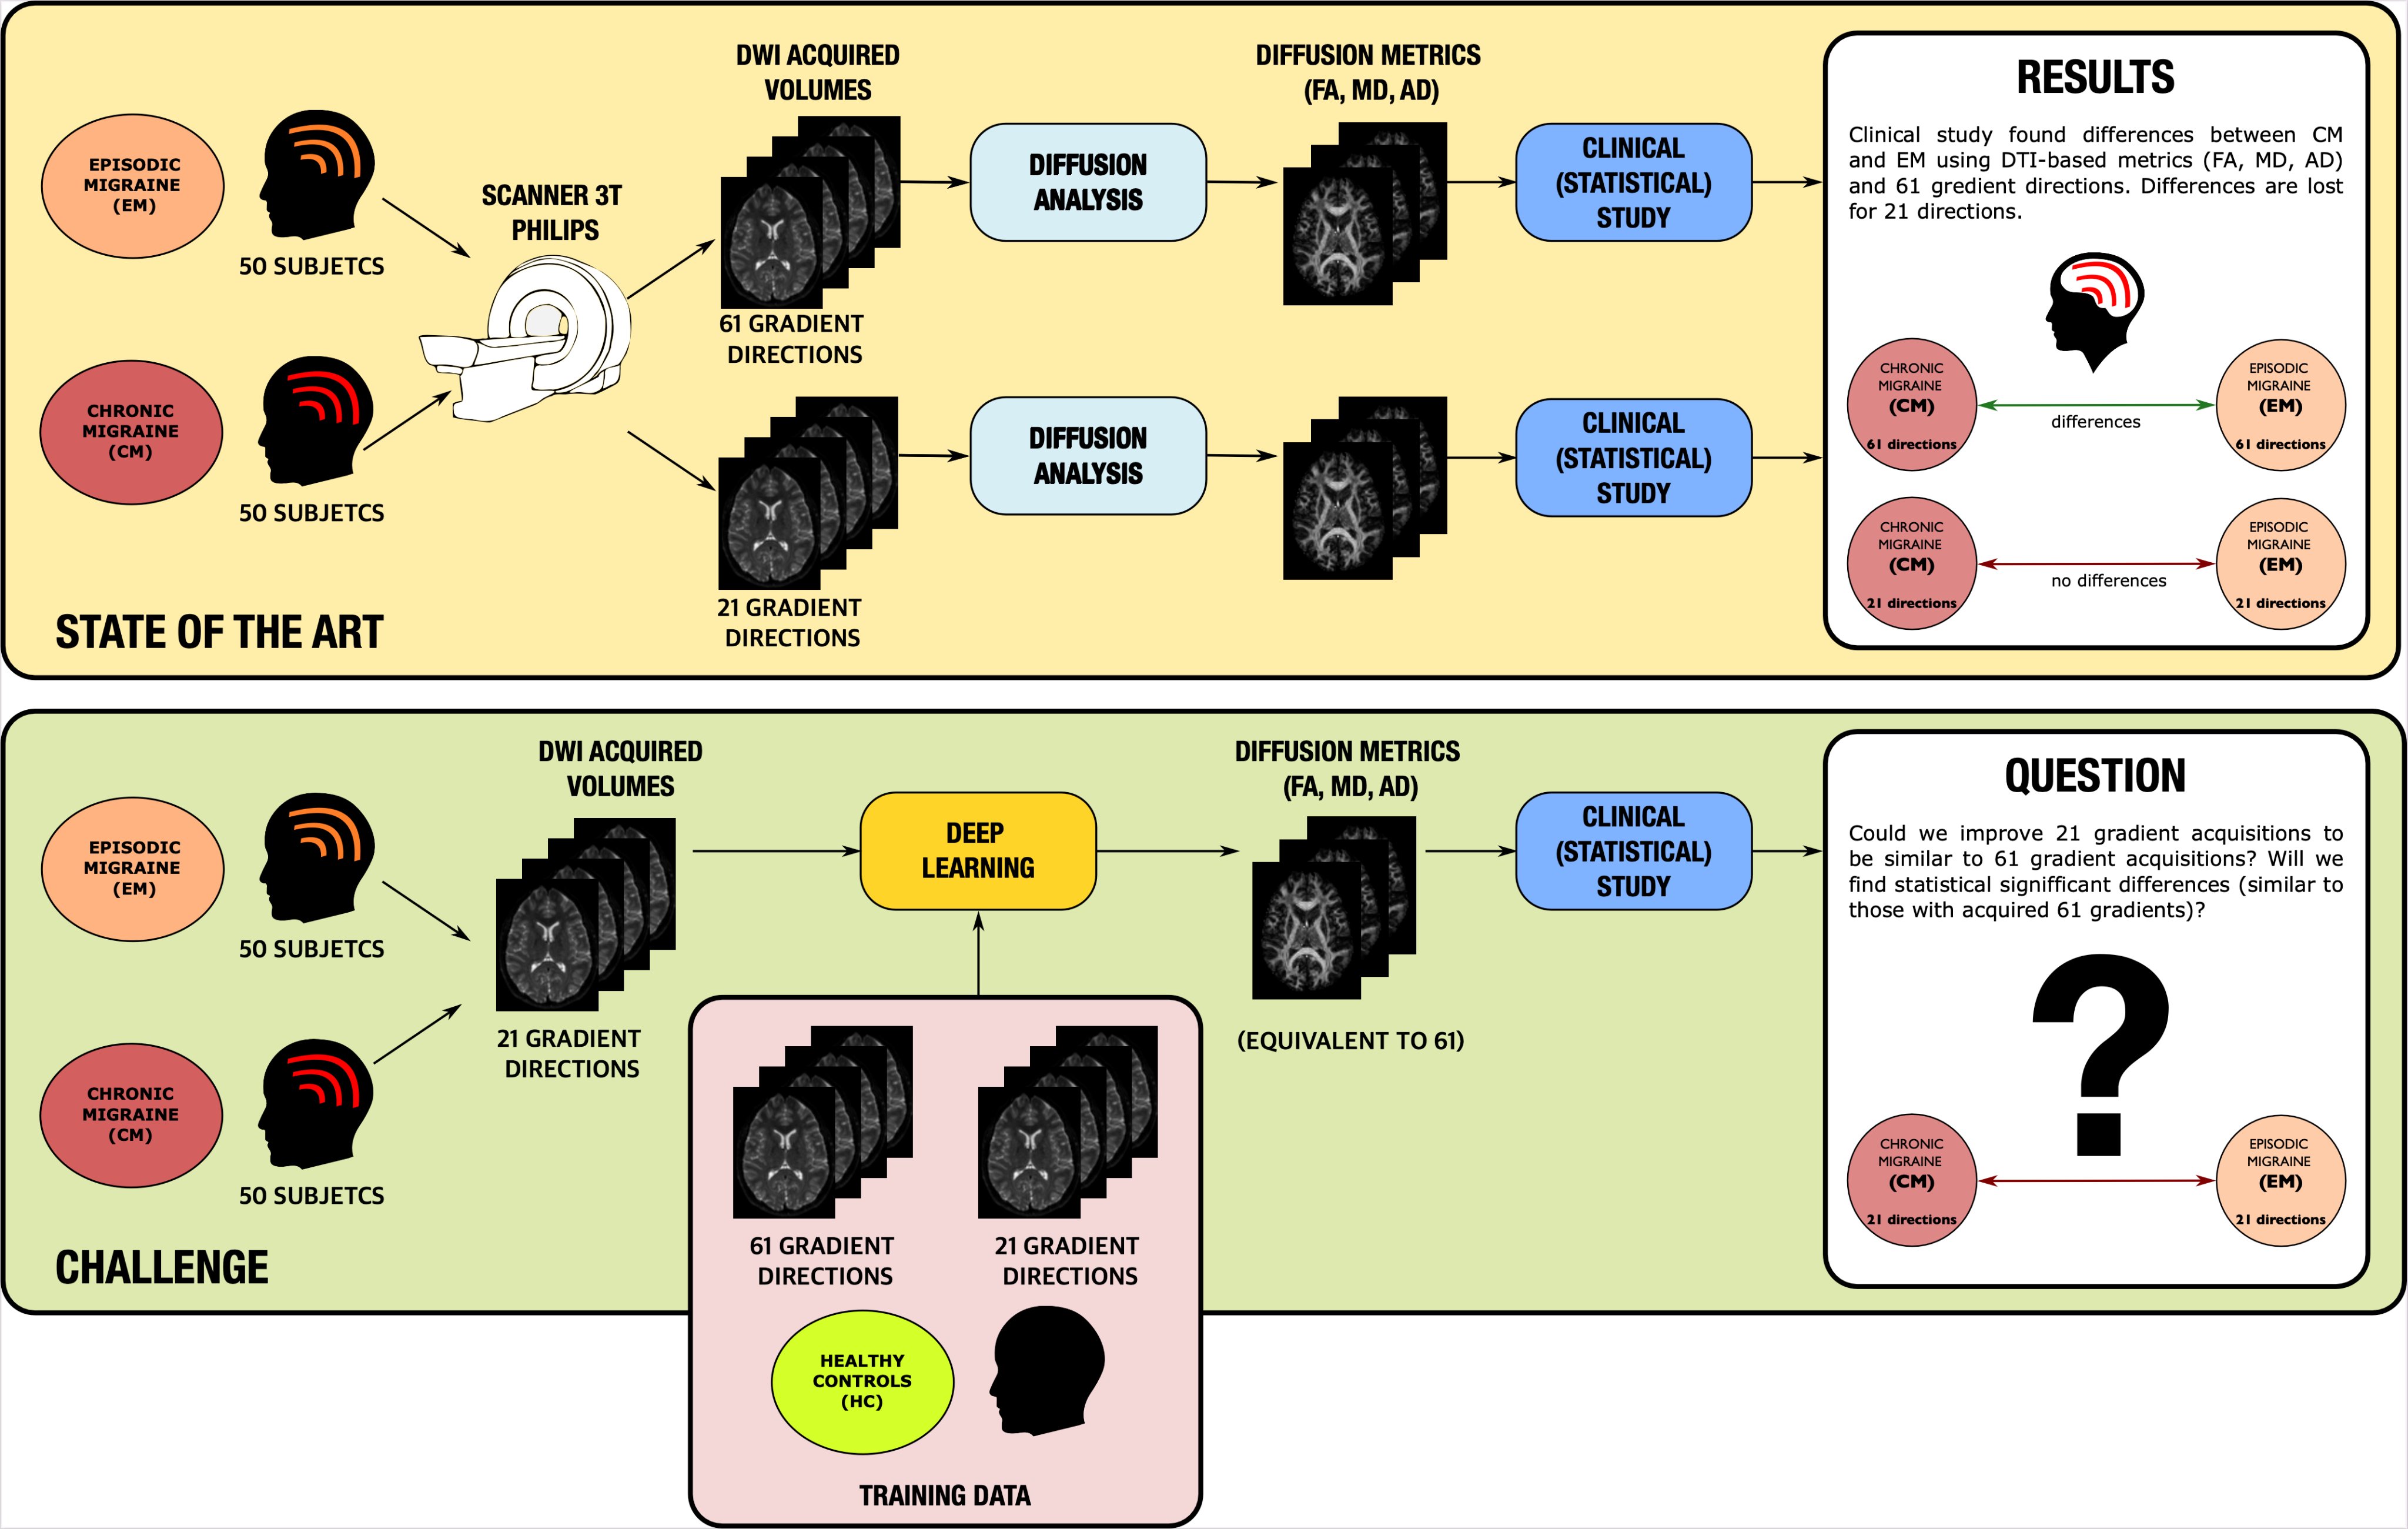 EPISODIC
MIGRAINE
(EM)
50 SUBJETCS
CHRONIC
MIGRAINE
(CM)
50 SUBJETCS
SCANNER 3T
PHILIPS
DWI ACQUIRED
VOLUMES
61 GRADIENT
DIRECTIONS
21 GRADIENT
DIRECTIONS
DIFFUSION
ANALYSIS
DIFFUSION
ANALYSIS
DIFFUSION METRICS
(FA, MD, AD)
CLINICAL
(STATISTICAL)
STUDY
CLINICAL
(STATISTICAL)
STUDY
RESULTS
Clinical study found differences between CM
and EM using DTI-based metrics (FA, MD, AD)
and 61 gredient directions. Differences are lost
for 21 directions.
CHRONIC
MIGRAINE
(CM)
61 directions
differences
EPISODIC
MIGRAINE
(EM)
61 directions
CHRONIC
MIGRAINE
(CM)
21 directions
no differences
EPISODIC
MIGRAINE
(EM)
21 directions
STATE OF THE ART
EPISODIC
MIGRAINE
(EM)
50 SUBJETCS
CHRONIC
MIGRAINE
(CM)
50 SUBJETCS
DWI ACQUIRED
VOLUMES
21 GRADIENT
DIRECTIONS
DEEP
LEARNING
DIFFUSION METRICS
(FA, MD, AD)
(EQUIVALENT TO 61)
CLINICAL
(STATISTICAL)
STUDY
QUESTION
Could we improve 21 gradient acquisitions to
be similar to 61 gradient acquisitions? Will we
find statistical signifficant differences (similar to
those with acquired 61 gradients)?
?
CHRONIC
MIGRAINE
(CM)
21 directions
EPISODIC
MIGRAINE
(EM)
21 directions
CHALLENGE
61 GRADIENT
DIRECTIONS
21 GRADIENT
DIRECTIONS
HEALTHY
CONTROLS
(HC)
TRAINING DATA